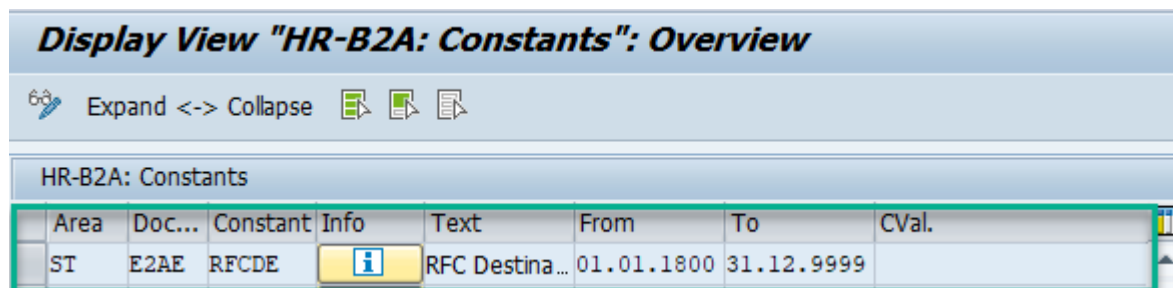 Display View "HR-B2A: Constants": Overview
Expand <-> Collapse
HR-B2A: Constants
Area Doc... Constant Info Text From To CVal.
ST E2AE RFCDE i RFC Destina... 01.01.1800 31.12.9999